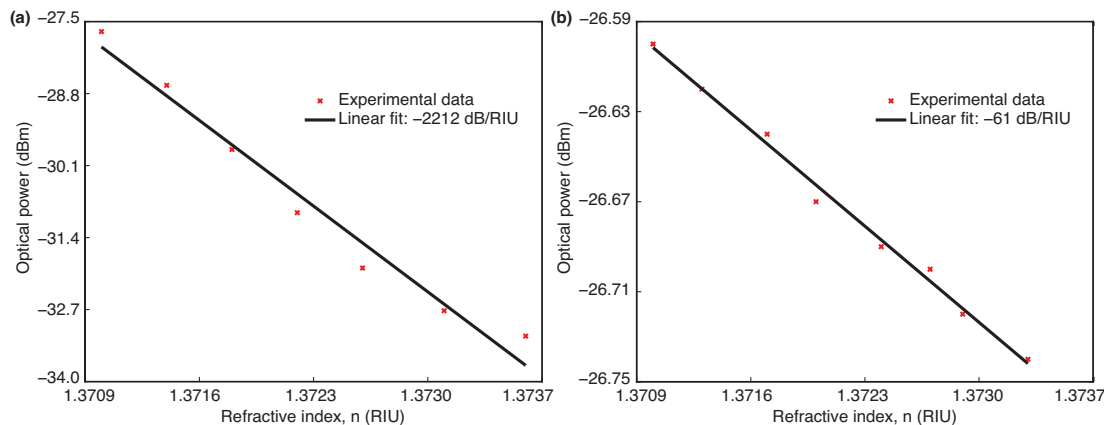 (a)
−27.5
−28.8
−30.1
−31.4
−32.7
−34.0
Optical power (dBm)
Experimental data
Linear fit: −2212 dB/RIU
1.3709
1.3716
1.3723
1.3730
1.3737
Refractive index, n (RIU)
(b)
−26.59
−26.63
−26.67
−26.71
−26.75
Optical power (dBm)
Experimental data
Linear fit: −61 dB/RIU
1.3709
1.3716
1.3723
1.3730
1.3737
Refractive index, n (RIU)